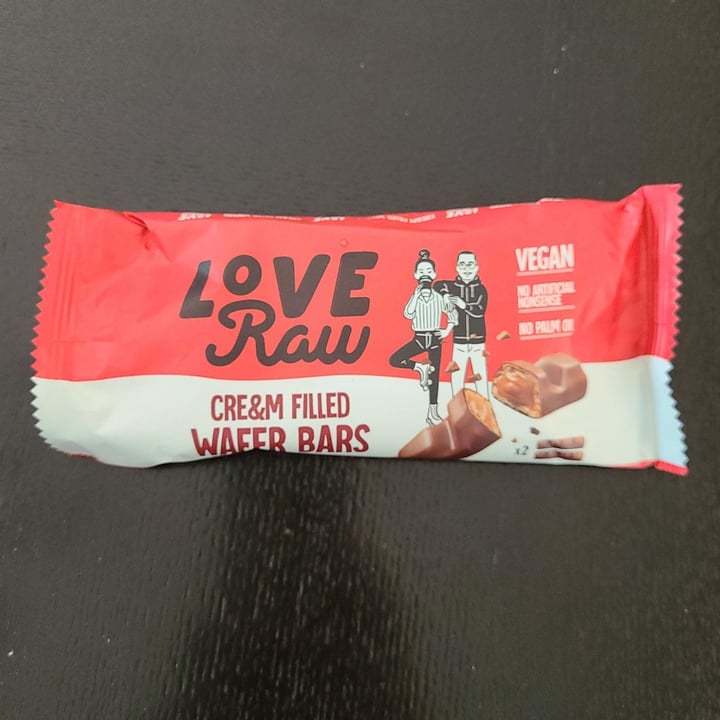 LOVE
Raw
CRE&M FILLED
WAFER BARS
VEGAN
NO ARTIFICIAL
NONSENSE
NO PALM OIL
x2